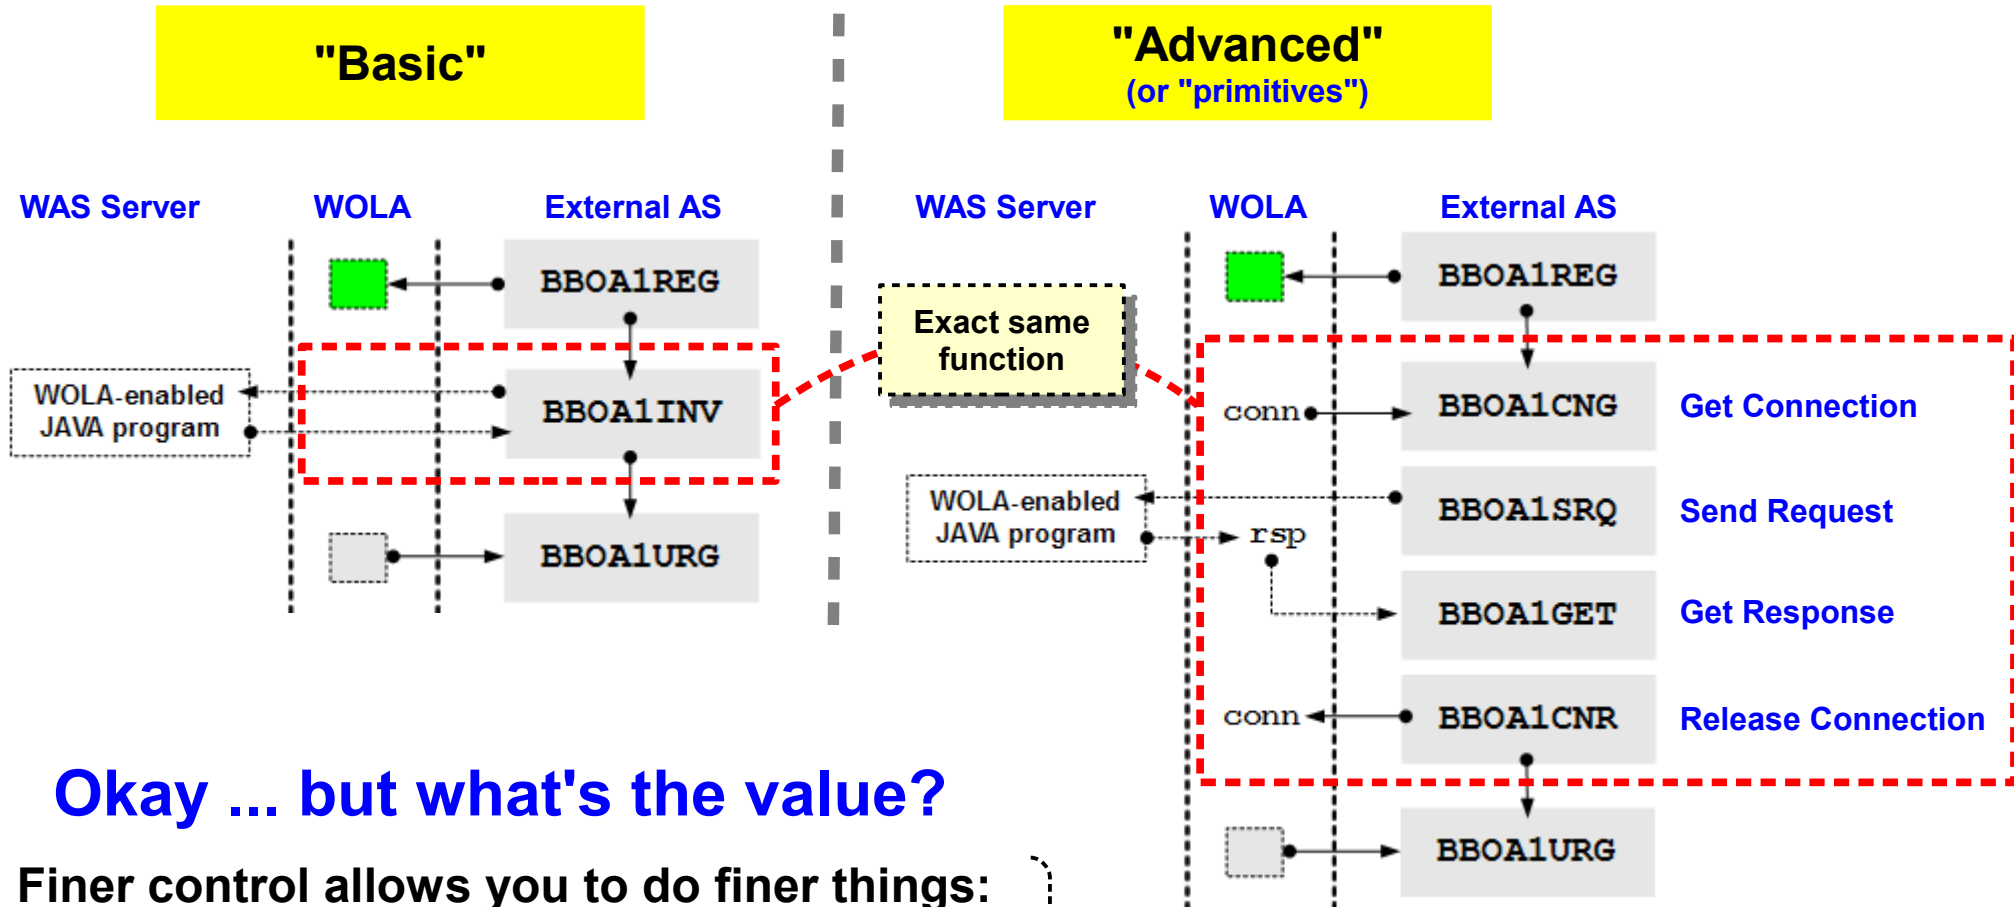 "Basic"
"Advanced"
(or "primitives")
WAS Server
WOLA
External AS
BBOA1REG
WOLA-enabled
JAVA program
BBOA1INV
BBOA1URG
Exact same
function
WAS Server
WOLA
External AS
BBOA1REG
conn
BBOA1CNG
Get Connection
WOLA-enabled
JAVA program
BBOA1SRQ
Send Request
rsp
BBOA1GET
Get Response
conn
BBOA1CNR
Release Connection
BBOA1URG
Okay ... but what's the value?
Finer control allows you to do finer things: